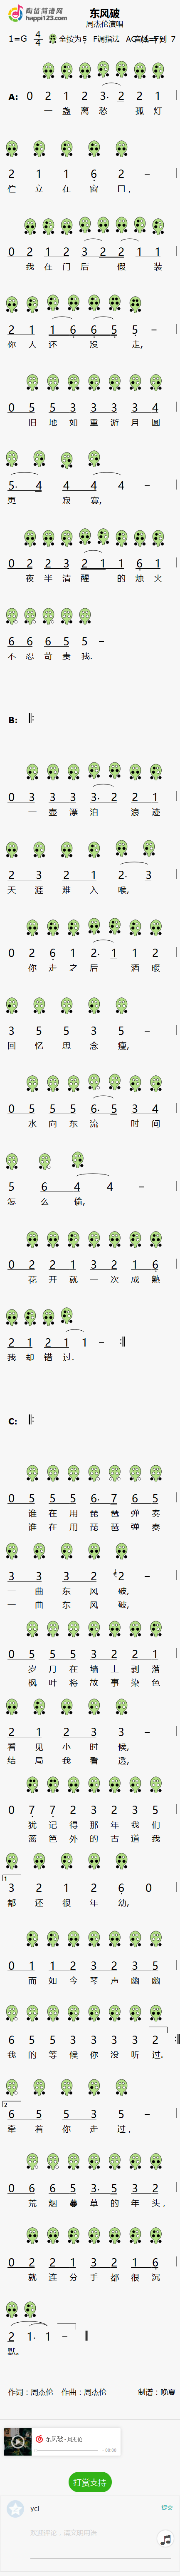 陶笛简谱网
happi123.com
东风破
周杰伦演唱
1=G 4/4 全按为5 F调指法
A: 0 2 1 2 3. 2 2 1
一 盏 离 愁 孤 灯
2 1 1 6 2 -
伫 立 在 窗 口,
0 2 1 2 3 2 2 1 1
我 在 门 后 假 装
2 1 1 6 6 5 5 -
你 人 还 没 走,
0 5 5 3 3 3 3 4
旧 地 如 重 游 月 圆
5. 4 4 4 4 -
更 寂 寞,
0 2 2 3 2 1 1 6 1
夜 半 清 醒 的 烛 火
6 6 6 5 5 -
不 忍 苛 责 我.
B:
0 3 3 3 3. 2 2 1
一 壶 漂 泊 浪 迹
2 3 2 1 2. 3
天 涯 难 入 喉,
0 2 6 1 2. 1 1 2
你 走 之 后 酒 暖
3 5 5 3 5 -
回 忆 思 念 瘦,
0 5 5 5 6. 5 3 4
水 向 东 流 时 间
5 6 4 4 -
怎 么 偷,
0 2 2 1 3 2 1 6
花 开 就 一 次 成 熟
2 1 2 1 1 -
我 却 错 过.
C:
0 5 5 5 6. 7 6 5
谁 在 用 琵 琶 弹 奏
谁 在 用 琵 琶 弹 奏
3 3 3 2 2 -
一 曲 东 风 破,
一 曲 东 风 破,
0 5 5 5 3 2 2 1
岁 月 在 墙 上 剥 落
枫 叶 将 故 事 染 色
2 1 2 3 3 -
看 见 小 时 候,
结 局 我 看 透,
0 7 7 2 3 2 3 5
犹 记 得 那 年 我 们
篱 笆 外 的 古 道 我
1
3 2 1 2 6 0
都 还 很 年 幼,
0 1 1 2 3 2 3 5
而 如 今 琴 声 幽 幽
6 5 5 3 3 3 3 2
我 的 等 候 你 没 听 过.
2
6 5 5 3 5 -
牵 着 你 走 过,
0 6 6 5 3. 5 3 2
荒 烟 蔓 草 的 年 头,
0 2 2 1 3 2 1 6
就 连 分 手 都 很 沉
2 1. 1 -
默.
作词:周杰伦 作曲:周杰伦 制谱:晚夏
东风破 - 周杰伦
- 00:00
打赏支持
ycl
提交